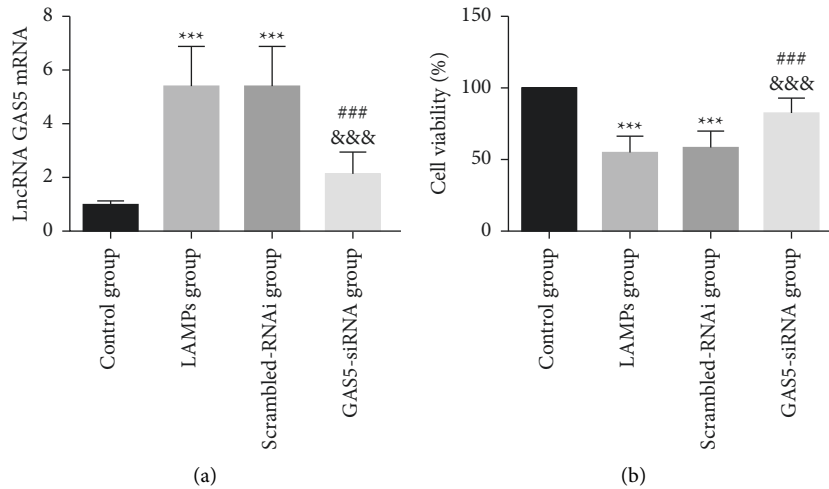 LncRNA GAS5 mRNA
8
6
4
2
0
***
***
###
&&&
Control group
LAMPs group
Scrambled-RNAi group
GAS5-siRNA group
(a)
Cell viability (%)
150
100
50
0
***
***
###
&&&
Control group
LAMPs group
Scrambled-RNAi group
GAS5-siRNA group
(b)